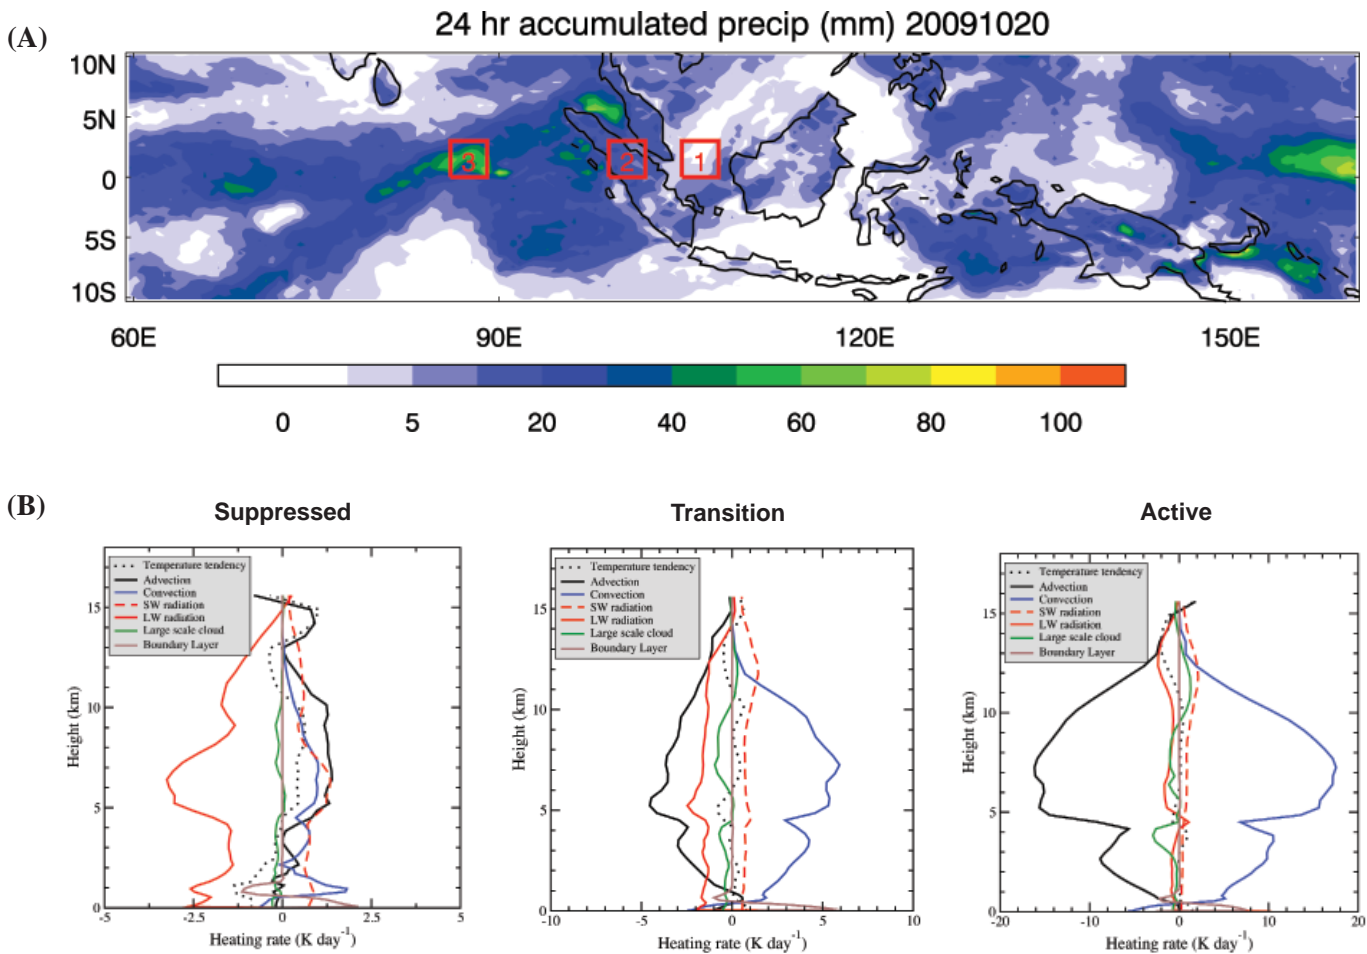 (A)
24 hr accumulated precip (mm) 20091020
10N
5N
0
5S
10S
3
2
1
60E
90E
120E
150E
0
5
20
40
60
80
100
(B)
Suppressed
Transition
Active
Temperature tendency
Advection
Convection
SW radiation
LW radiation
Large scale cloud
Boundary Layer
Height (km)
15
10
5
0
-5
-2.5
0
2.5
5
Heating rate (K day-1)
Temperature tendency
Advection
Convection
SW radiation
LW radiation
Large scale cloud
Boundary Layer
Height (km)
15
10
5
0
-10
-5
0
5
10
Heating rate (K day-1)
Temperature tendency
Advection
Convection
SW radiation
LW radiation
Large scale cloud
Boundary Layer
Height (km)
15
10
5
0
-20
-10
0
10
20
Heating rate (K day-1)